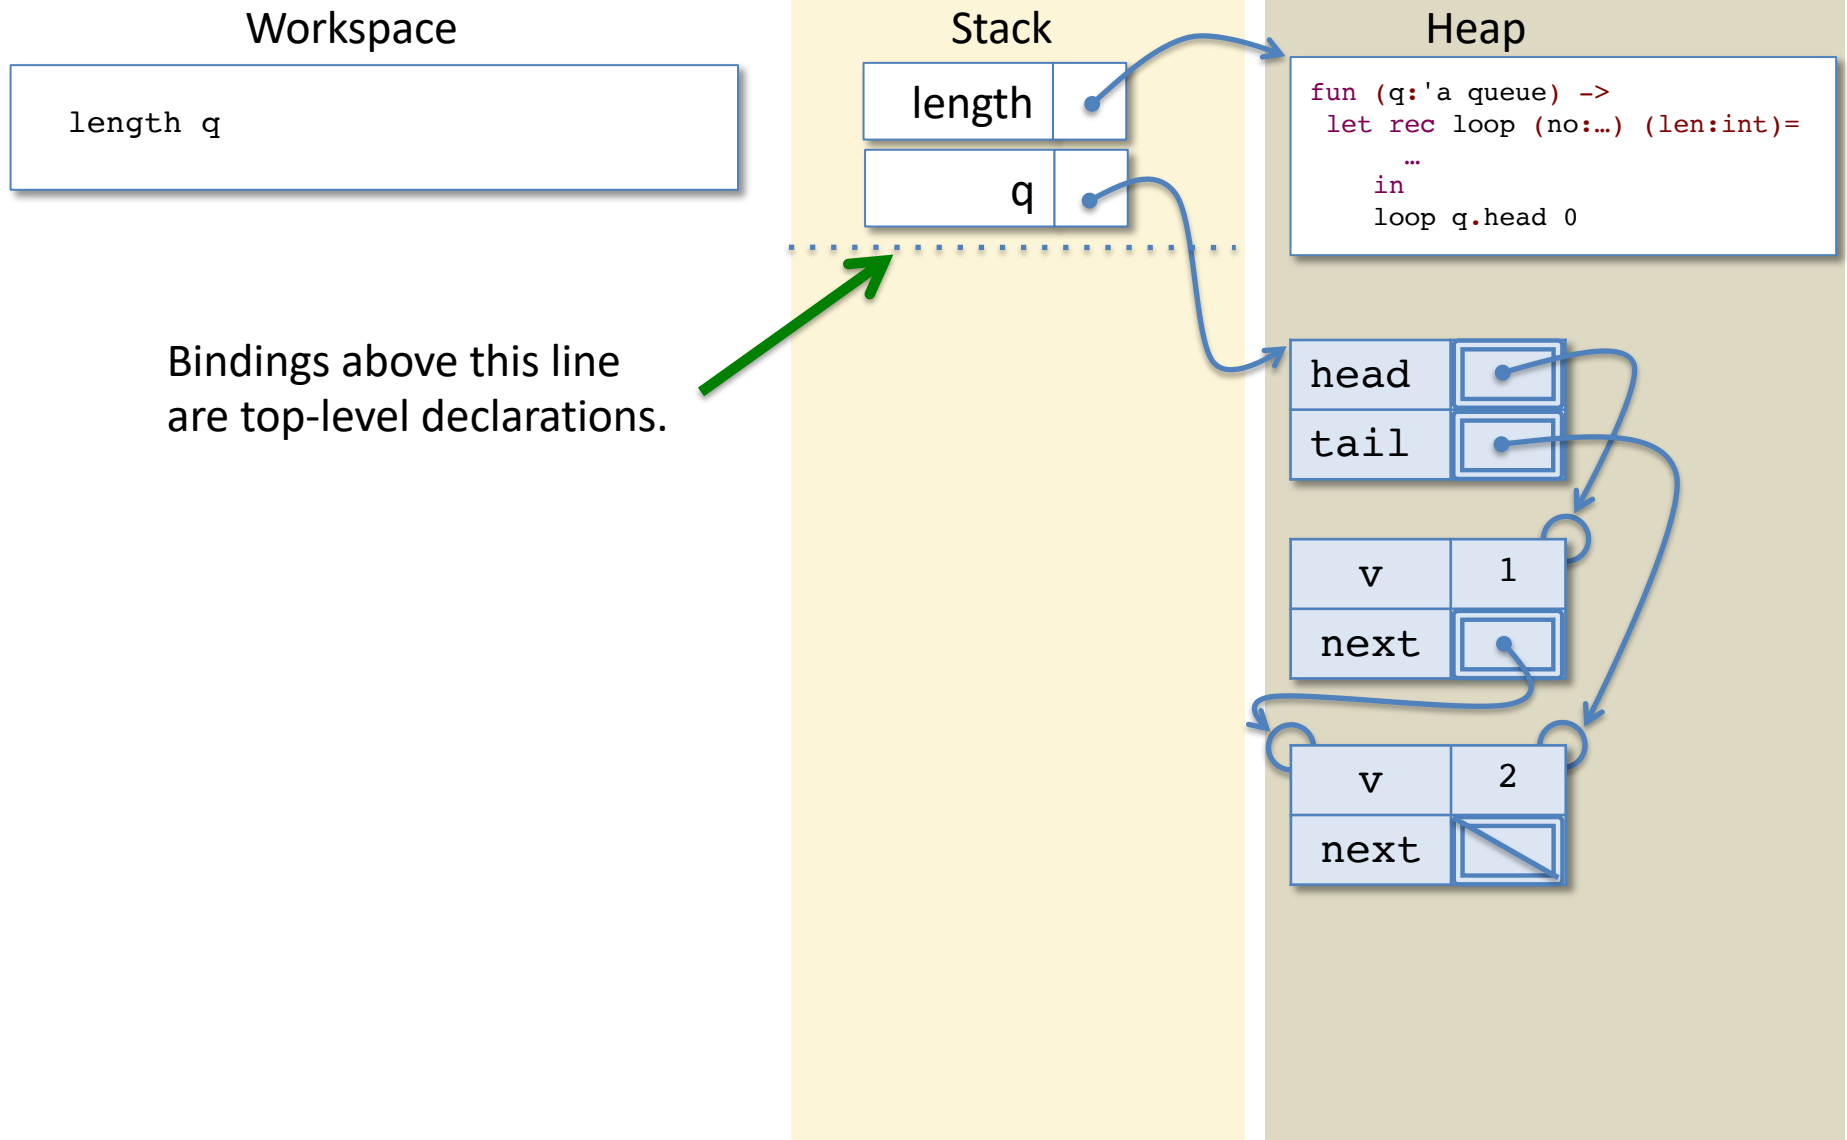 Workspace
Stack
Heap
length q
length
q
fun (q:'a queue) ->
let rec loop (no:…) (len:int)=
…
in
loop q.head 0
Bindings above this line
are top-level declarations.
head
tail
v 1
next
v 2
next